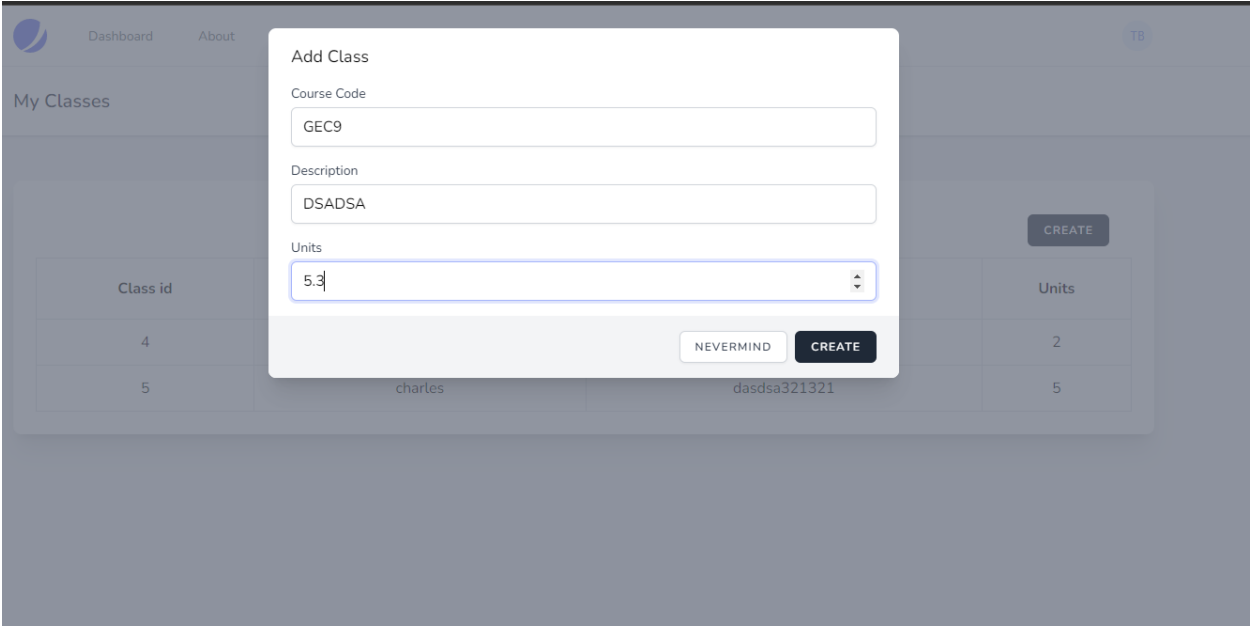 Dashboard About TB
Add Class
My Classes
Course Code
GEC9
Description
DSADSA
CREATE
Units
5.3
Class id Units
4 2
NEVERMIND CREATE
5 charles dasdsa321321 5